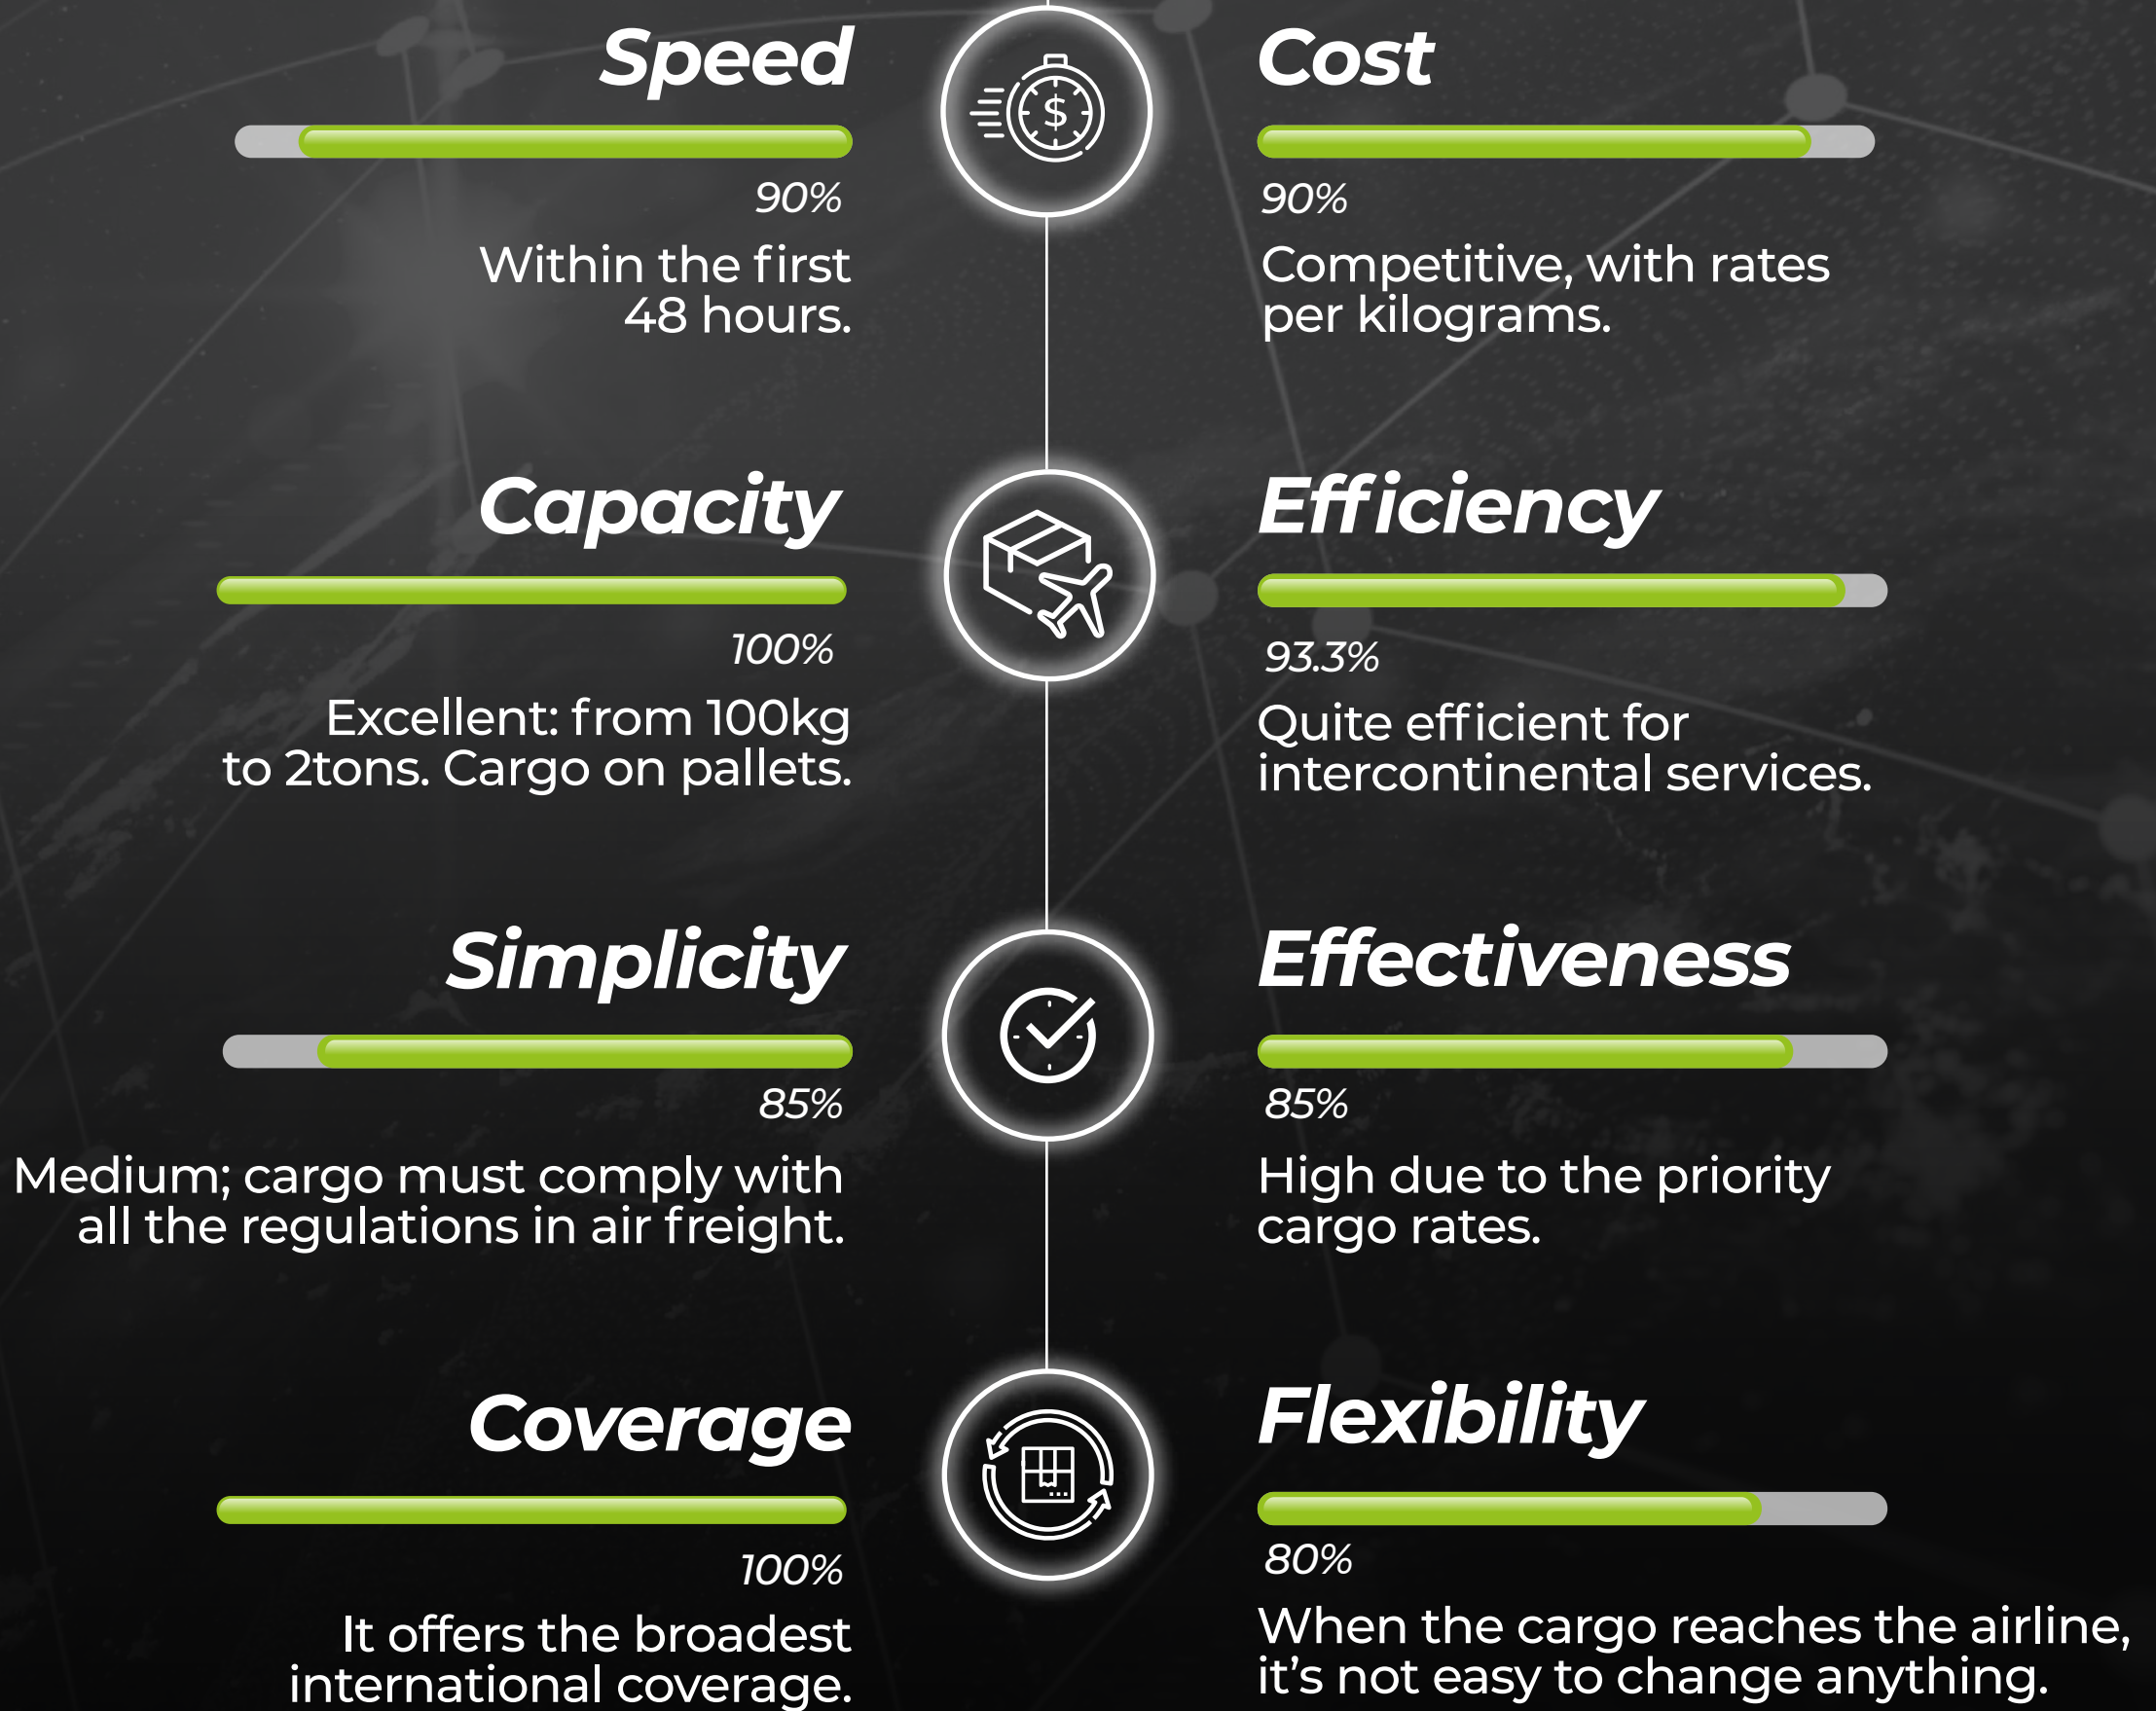 Speed
90%
Within the first
48 hours.
Cost
90%
Competitive, with rates
per kilograms.
$
Capacity
100%
Excellent: from 100kg
to 2tons. Cargo on pallets.
Efficiency
93.3%
Quite efficient for
intercontinental services.
Simplicity
85%
Medium; cargo must comply with
all the regulations in air freight.
Effectiveness
85%
High due to the priority
cargo rates.
Coverage
100%
It offers the broadest
international coverage.
Flexibility
80%
When the cargo reaches the airline,
it’s not easy to change anything.